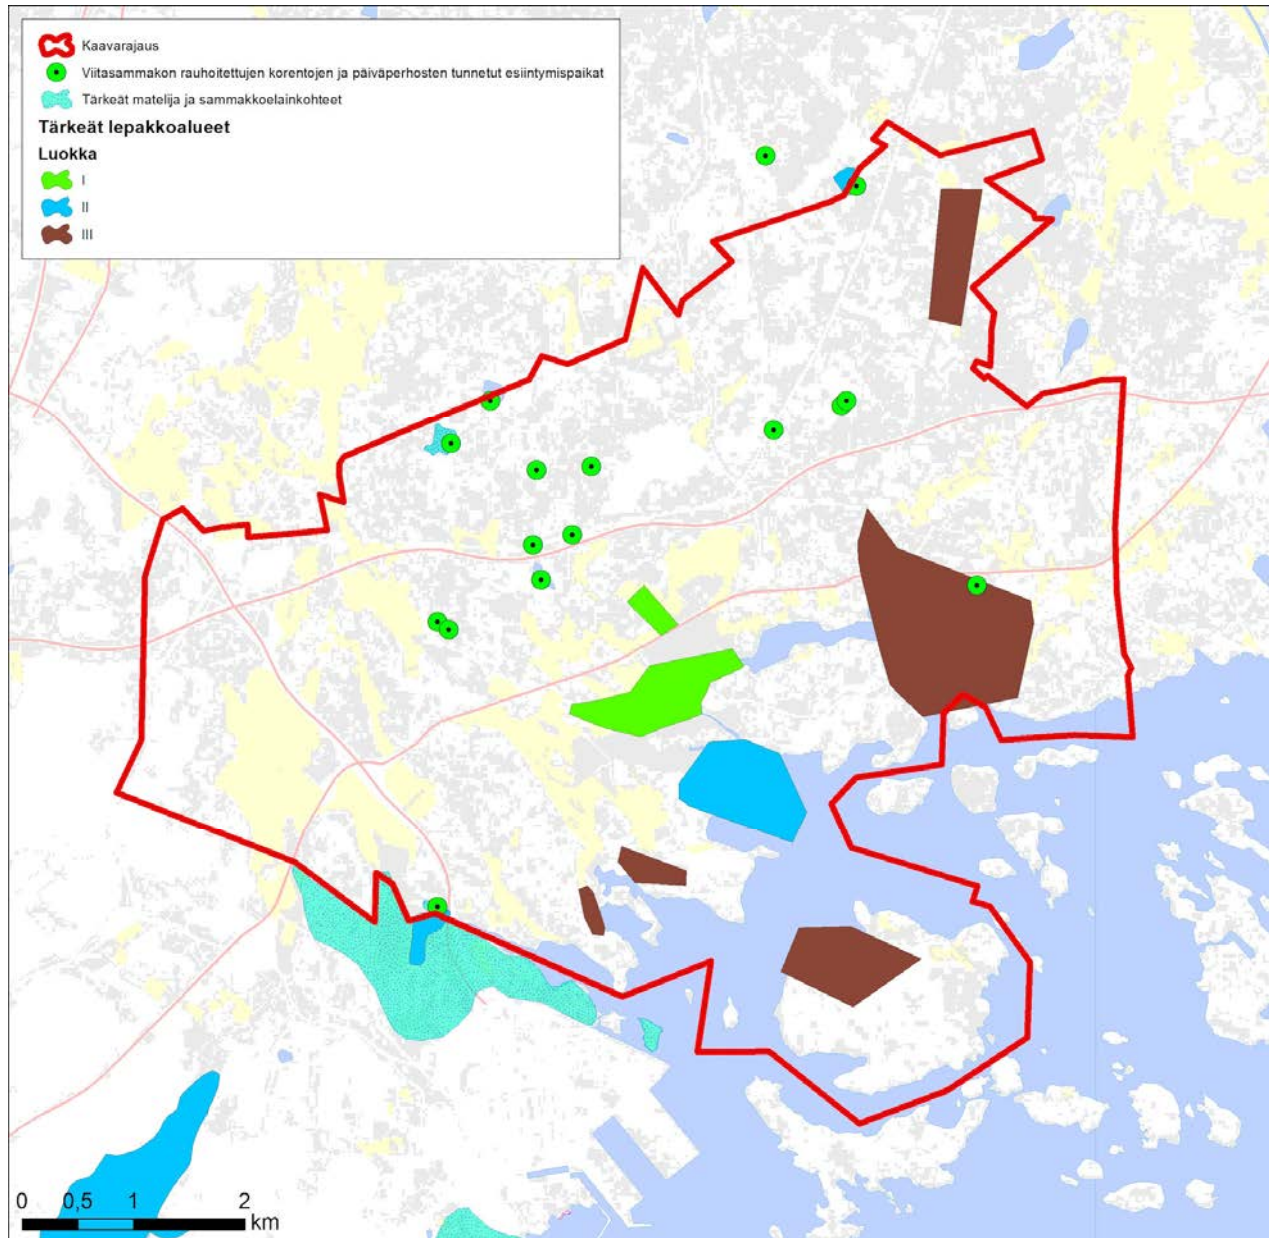 Kaavarajaus
Viitasammakon rauhoitettujen korentojen ja päiväperhosten tunnetut esiintymispaikat
Tärkeät matelija ja sammakkoelainkohteet
Tärkeät lepakkoalueet
Luokka
I
II
III
0 0,5 1 2
km